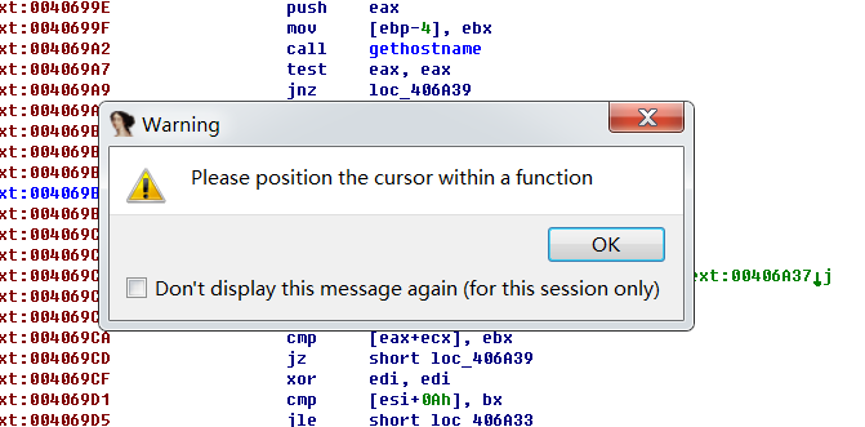 xt:0040699E push eax
xt:0040699F mov [ebp-4], ebx
xt:004069A2 call gethostname
xt:004069A7 test eax, eax
xt:004069A9 jnz loc_406A39
xt:004069A
Warning
xt:004069B
xt:004069B
xt:004069B
Please position the cursor within a function
xt:004069B
xt:004069B
xt:004069C
OK
xt:004069C
xt:004069C ext:00406A37↓j
Don't display this message again (for this session only)
xt:004069C
xt:004069C
xt:004069CA cmp [eax+ecx], ebx
xt:004069CD jz short loc_406A39
xt:004069CF xor edi, edi
xt:004069D1 cmp [esi+0Ah], bx
xt:004069D5 jle short loc_406A33